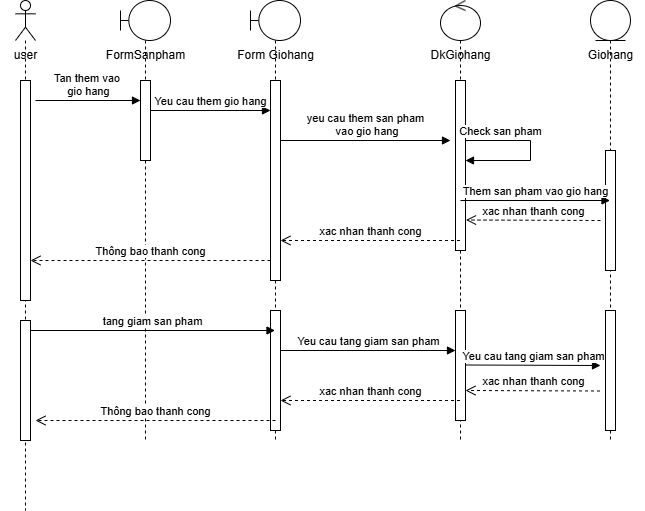 user
FormSanpham
Form Giohang
DkGiohang
Giohang
Tan them vao
gio hang
Yeu cau them gio hang
yeu cau them san pham
vao gio hang
Check san pham
Them san pham vao gio hang
xac nhan thanh cong
xac nhan thanh cong
Thông bao thanh cong
tang giam san pham
Yeu cau tang giam san pham
Yeu cau tang giam san pham
xac nhan thanh cong
xac nhan thanh cong
Thông bao thanh cong